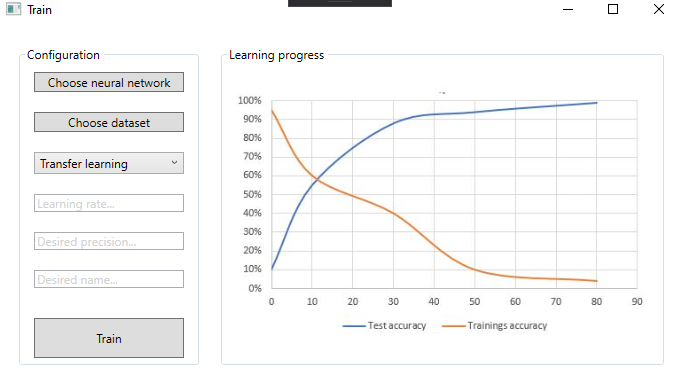 Train
Configuration
Choose neural network
Choose dataset
Transfer learning
Learning rate...
Desired precision...
Desired name...
Train
Learning progress
100%
90%
80%
70%
60%
50%
40%
30%
20%
10%
0%
0 10 20 30 40 50 60 70 80 90
Test accuracy Trainings accuracy